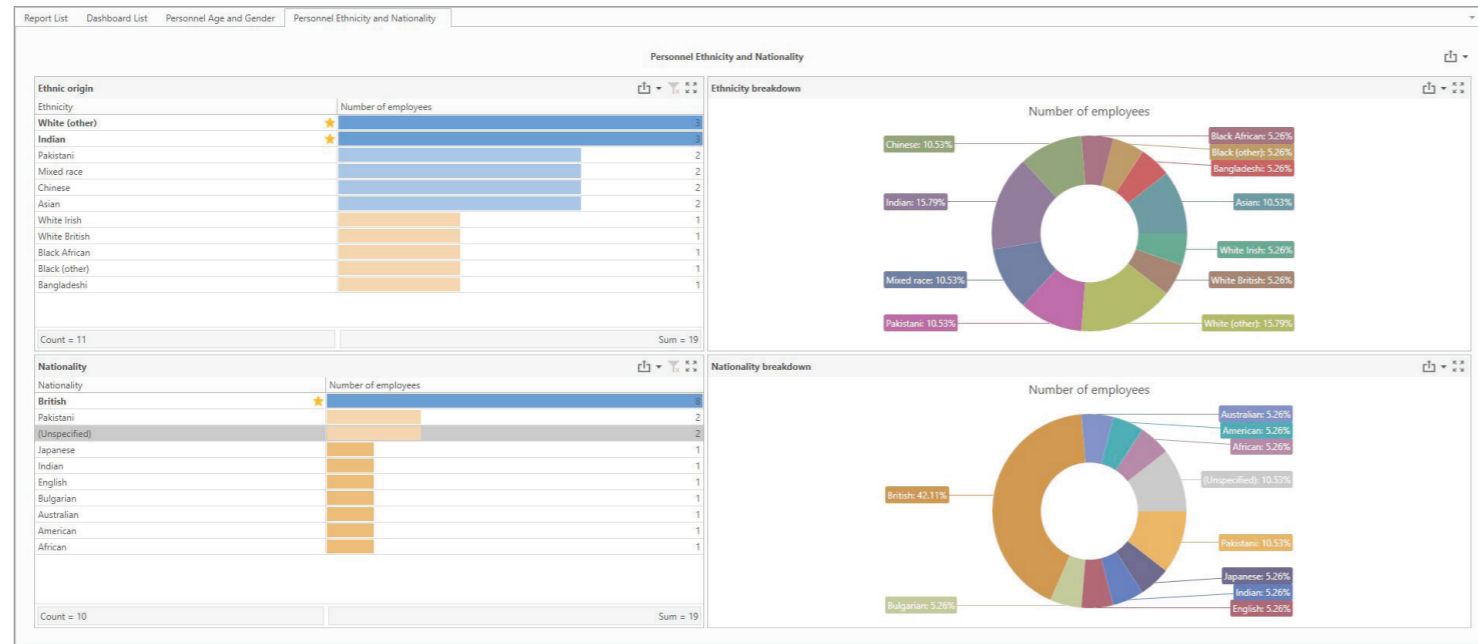 Report List Dashboard List Personnel Age and Gender Personnel Ethnicity and Nationality
Personnel Ethnicity and Nationality
Ethnic origin
Ethnicity Number of employees
White (other) 3
Indian 3
Pakistani 2
Mixed race 2
Chinese 2
Asian 2
White Irish 1
White British 1
Black African 1
Black (other) 1
Bangladeshi 1
Count = 11 Sum = 19
Ethnicity breakdown
Number of employees
Black African: 5.26%
Chinese: 10.53%
Black (other): 5.26%
Bangladeshi: 5.26%
Indian: 15.79%
Asian: 10.53%
White Irish: 5.26%
Mixed race: 10.53%
White British: 5.26%
Pakistani: 10.53%
White (other): 15.79%
Nationality
Nationality Number of employees
British 8
Pakistani 2
(Unspecified) 2
Japanese 1
Indian 1
English 1
Bulgarian 1
Australian 1
American 1
African 1
Count = 10 Sum = 19
Nationality breakdown
Number of employees
Australian: 5.26%
American: 5.26%
African: 5.26%
(Unspecified): 10.53%
British: 42.11%
Pakistani: 10.53%
Japanese: 5.26%
Indian: 5.26%
Bulgarian: 5.26%
English: 5.26%